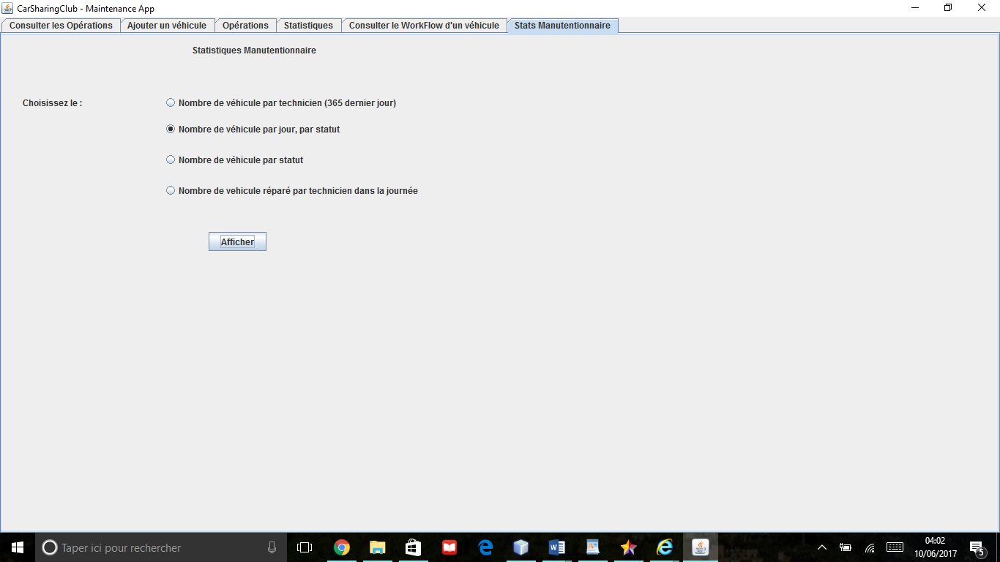 CarSharingClub - Maintenance App
Consulter les Opérations Ajouter un véhicule Opérations Statistiques Consulter le WorkFlow d'un véhicule Stats Manutentionnaire
Statistiques Manutentionnaire
Choisissez le : Nombre de véhicule par technicien (365 dernier jour)
Nombre de véhicule par jour, par statut
Nombre de véhicule par statut
Nombre de vehicule réparé par technicien dans la journée
Afficher
Taper ici pour rechercher
04:02
10/06/2017
5